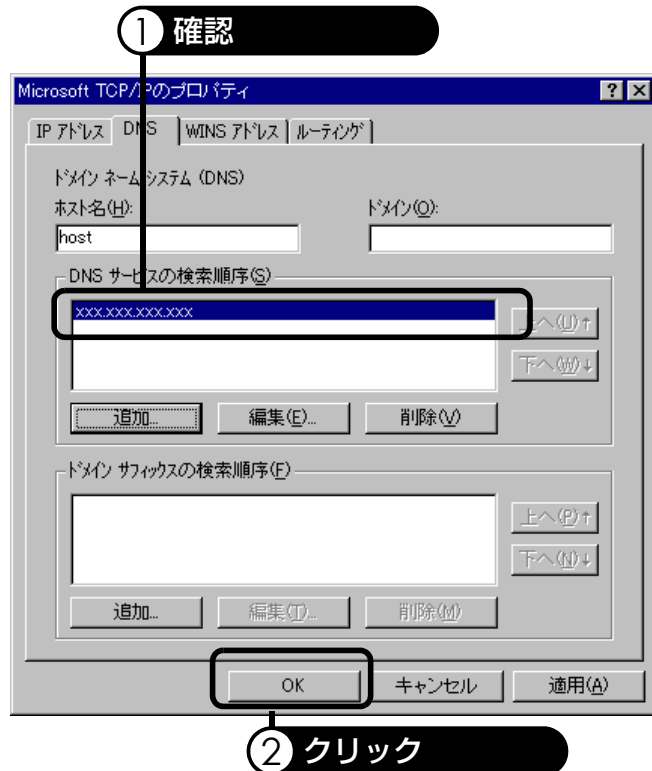 ① 確認
Microsoft TCP/IPのプロパティ
IP アドレス DNS WINS アドレス ルーティング
ドメイン ネーム システム (DNS)
ホスト名(H): ドメイン(O):
host
DNS サービスの検索順序(S)
xxx.xxx.xxx.xxx
上へ(U)↑
下へ(W)↓
追加... 編集(E)... 削除(V)
ドメイン サフィックスの検索順序(F)
上へ(P)↑
下へ(N)↓
追加... 編集(T)... 削除(M)
OK キャンセル 適用(A)
② クリック